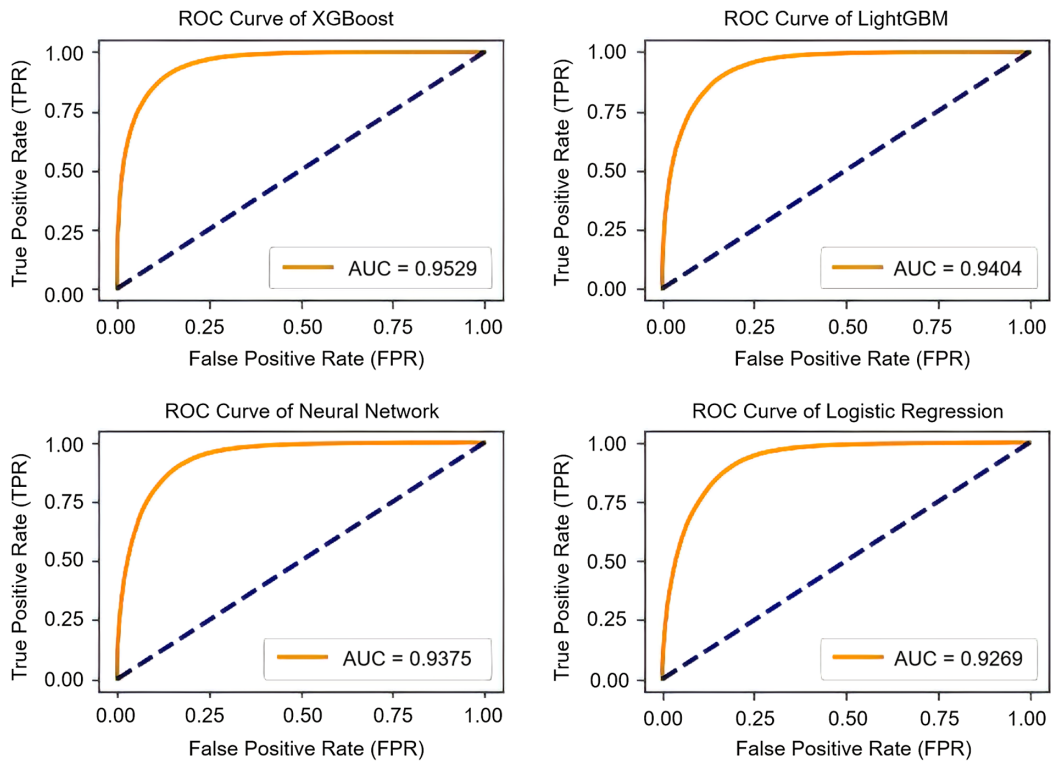 ROC Curve of XGBoost
True Positive Rate (TPR)
1.00
0.75
0.50
0.25
0.00
AUC = 0.9529
0.00 0.25 0.50 0.75 1.00
False Positive Rate (FPR)
ROC Curve of LightGBM
True Positive Rate (TPR)
1.00
0.75
0.50
0.25
0.00
AUC = 0.9404
0.00 0.25 0.50 0.75 1.00
False Positive Rate (FPR)
ROC Curve of Neural Network
True Positive Rate (TPR)
1.00
0.75
0.50
0.25
0.00
AUC = 0.9375
0.00 0.25 0.50 0.75 1.00
False Positive Rate (FPR)
ROC Curve of Logistic Regression
True Positive Rate (TPR)
1.00
0.75
0.50
0.25
0.00
AUC = 0.9269
0.00 0.25 0.50 0.75 1.00
False Positive Rate (FPR)